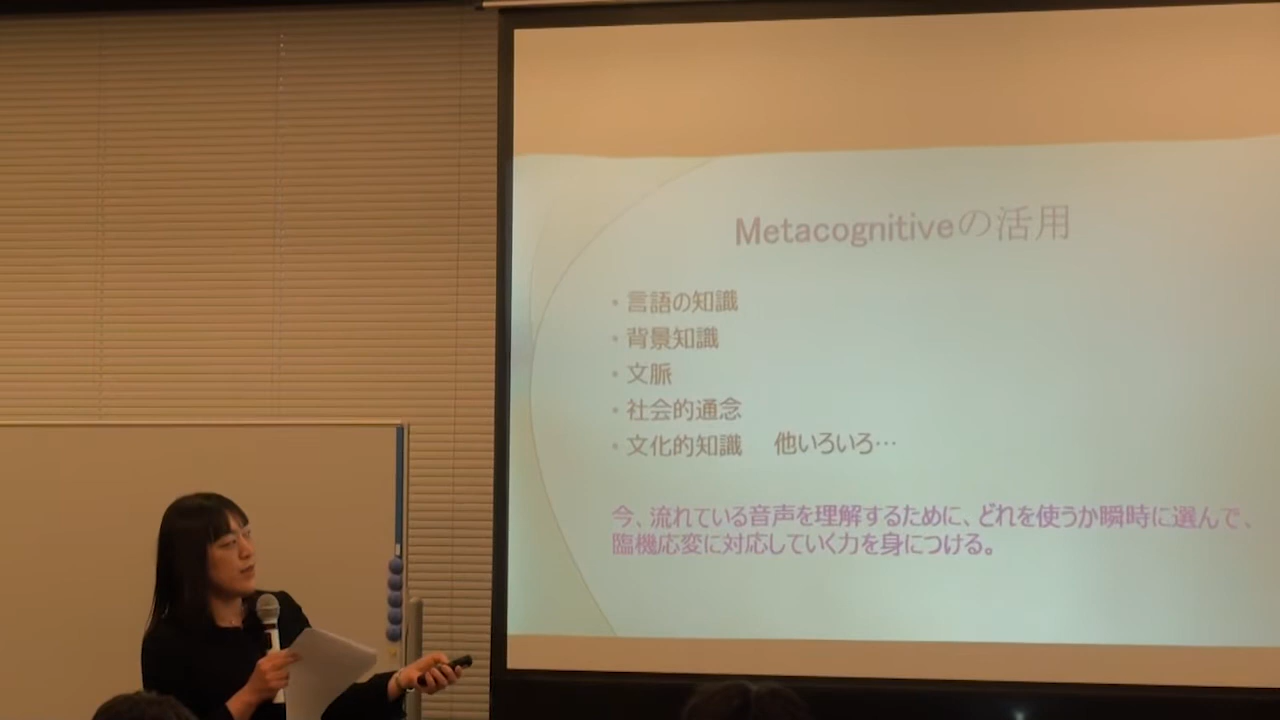 Metacognitiveの活用
・言語の知識
・背景知識
・文脈
・社会的通念
・文化的知識　他いろいろ…
今、流れている音声を理解するために、どれを使うか瞬時に選んで、
臨機応変に対応していく力を身につける。